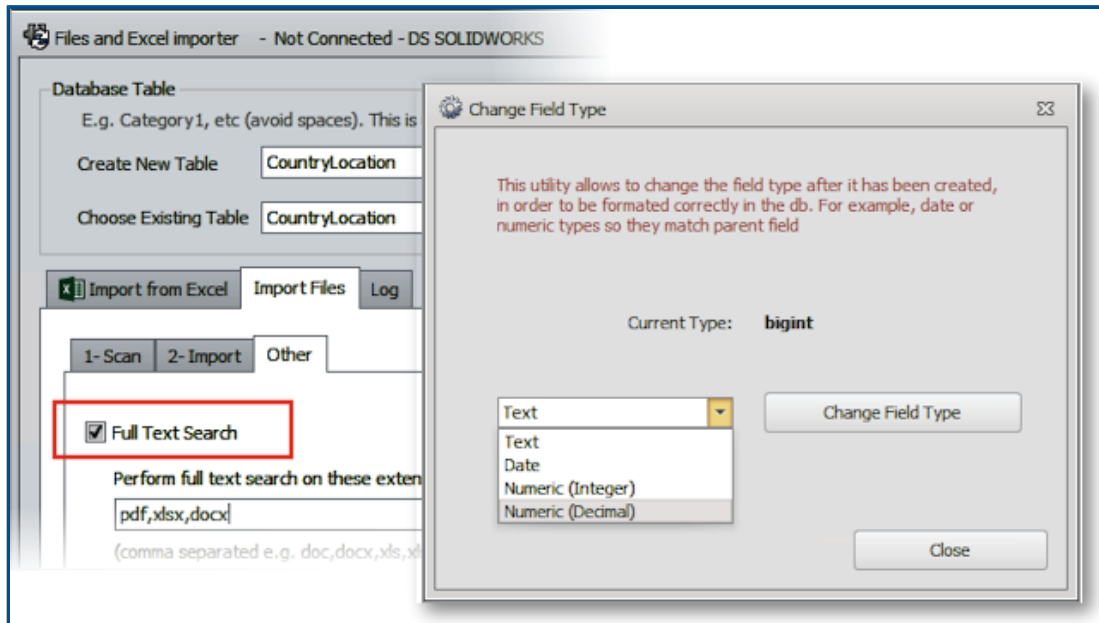 Files and Excel importer - Not Connected - DS SOLIDWORKS
Database Table
E.g. Category1, etc (avoid spaces). This is
Create New Table
CountryLocation
Choose Existing Table
CountryLocation
Import from Excel
Import Files
Log
1- Scan
2- Import
Other
Full Text Search
Perform full text search on these exten
pdf,xlsx,docx
(comma separated e.g. doc,docx,xls,xl
Change Field Type
This utility allows to change the field type after it has been created,
in order to be formated correctly in the db. For example, date or
numeric types so they match parent field
Current Type: bigint
Text
Change Field Type
Text
Date
Numeric (Integer)
Numeric (Decimal)
Close